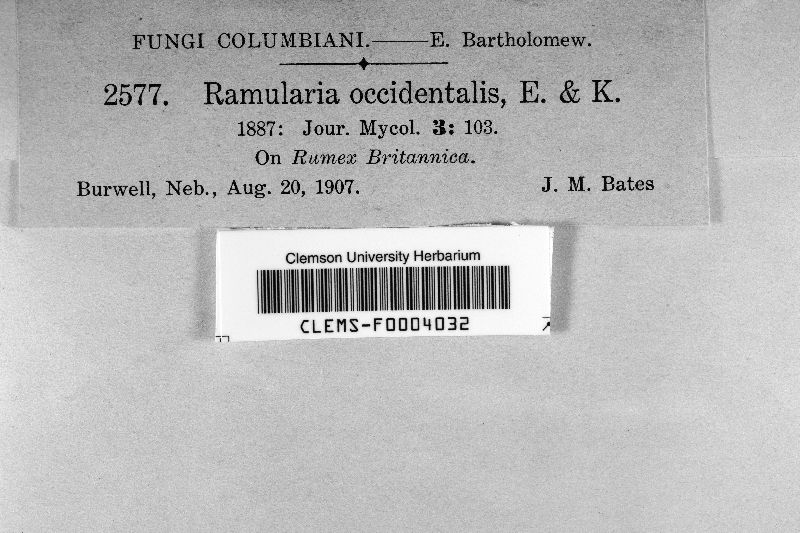 FUNGI COLUMBIANI.——E. Bartholomew.
2577. Ramularia occidentalis, E. & K.
1887: Jour. Mycol. 3: 103.
On Rumex Britannica.
Burwell, Neb., Aug. 20, 1907. J. M. Bates
Clemson University Herbarium
CLEMS-F0004032